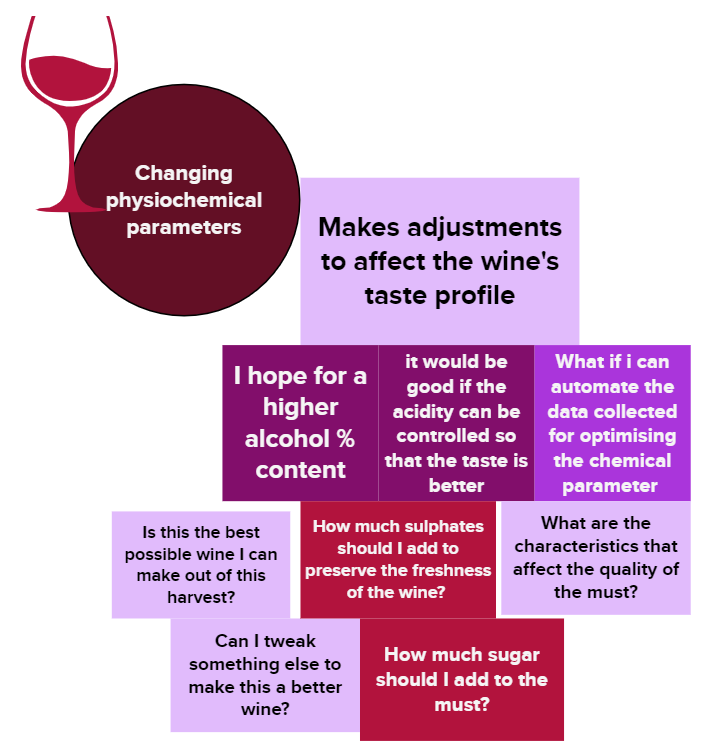 Changing
physiochemical
parameters
Makes adjustments
to affect the wine's
taste profile
I hope for a
higher
alcohol %
content
it would be
good if the
acidity can be
controlled so
that the taste is
better
What if i can
automate the
data collected
for optimising
the chemical
parameter
Is this the best
possible wine I can
make out of this
harvest?
How much sulphates
should I add to
preserve the freshness
of the wine?
What are the
characteristics that
affect the quality of
the must?
Can I tweak
something else to
make this a better
wine?
How much sugar
should I add to the
must?